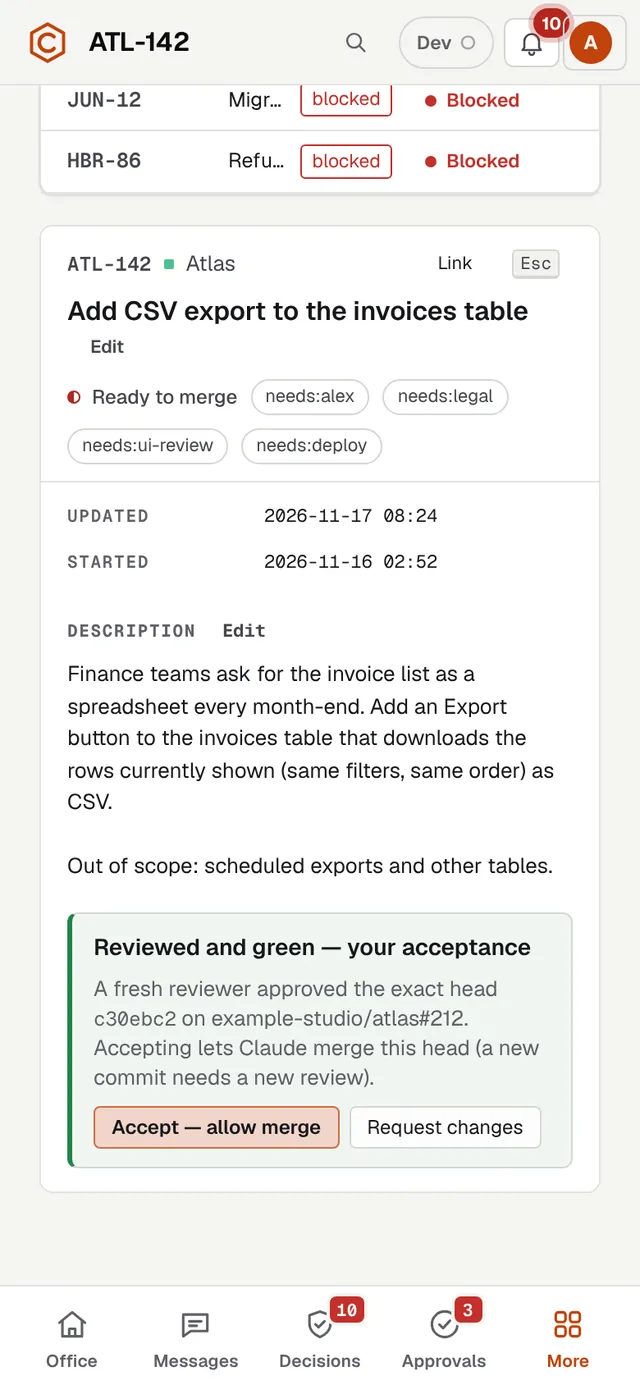 ATL-142
Dev
10
A
JUN-12 Migr… blocked Blocked
HBR-86 Refu… blocked Blocked
ATL-142 Atlas Link Esc
Add CSV export to the invoices table
Edit
Ready to merge needs:alex needs:legal
needs:ui-review needs:deploy
UPDATED 2026-11-17 08:24
STARTED 2026-11-16 02:52
DESCRIPTION Edit
Finance teams ask for the invoice list as a
spreadsheet every month-end. Add an Export
button to the invoices table that downloads the
rows currently shown (same filters, same order) as
CSV.
Out of scope: scheduled exports and other tables.
Reviewed and green — your acceptance
A fresh reviewer approved the exact head
c30ebc2 on example-studio/atlas#212.
Accepting lets Claude merge this head (a new
commit needs a new review).
Accept — allow merge Request changes
10 3
Office Messages Decisions Approvals More